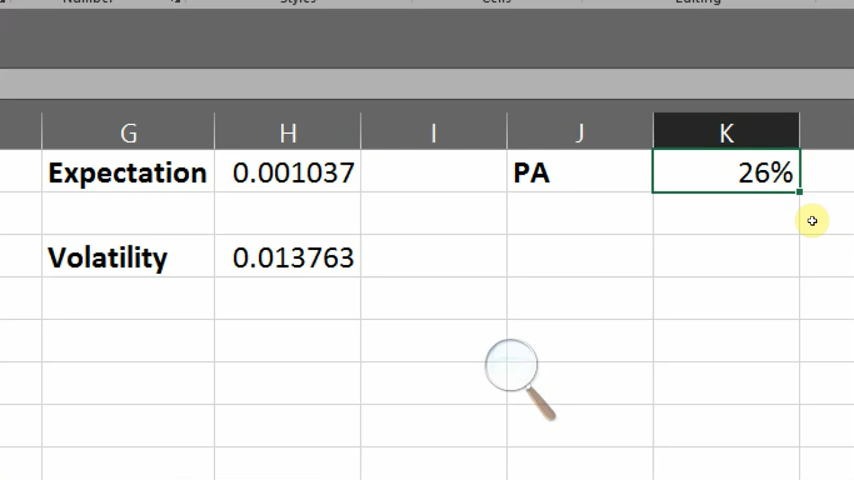 Number Styles Cells Editing
G H I J K
Expectation 0.001037 PA 26%
Volatility 0.013763